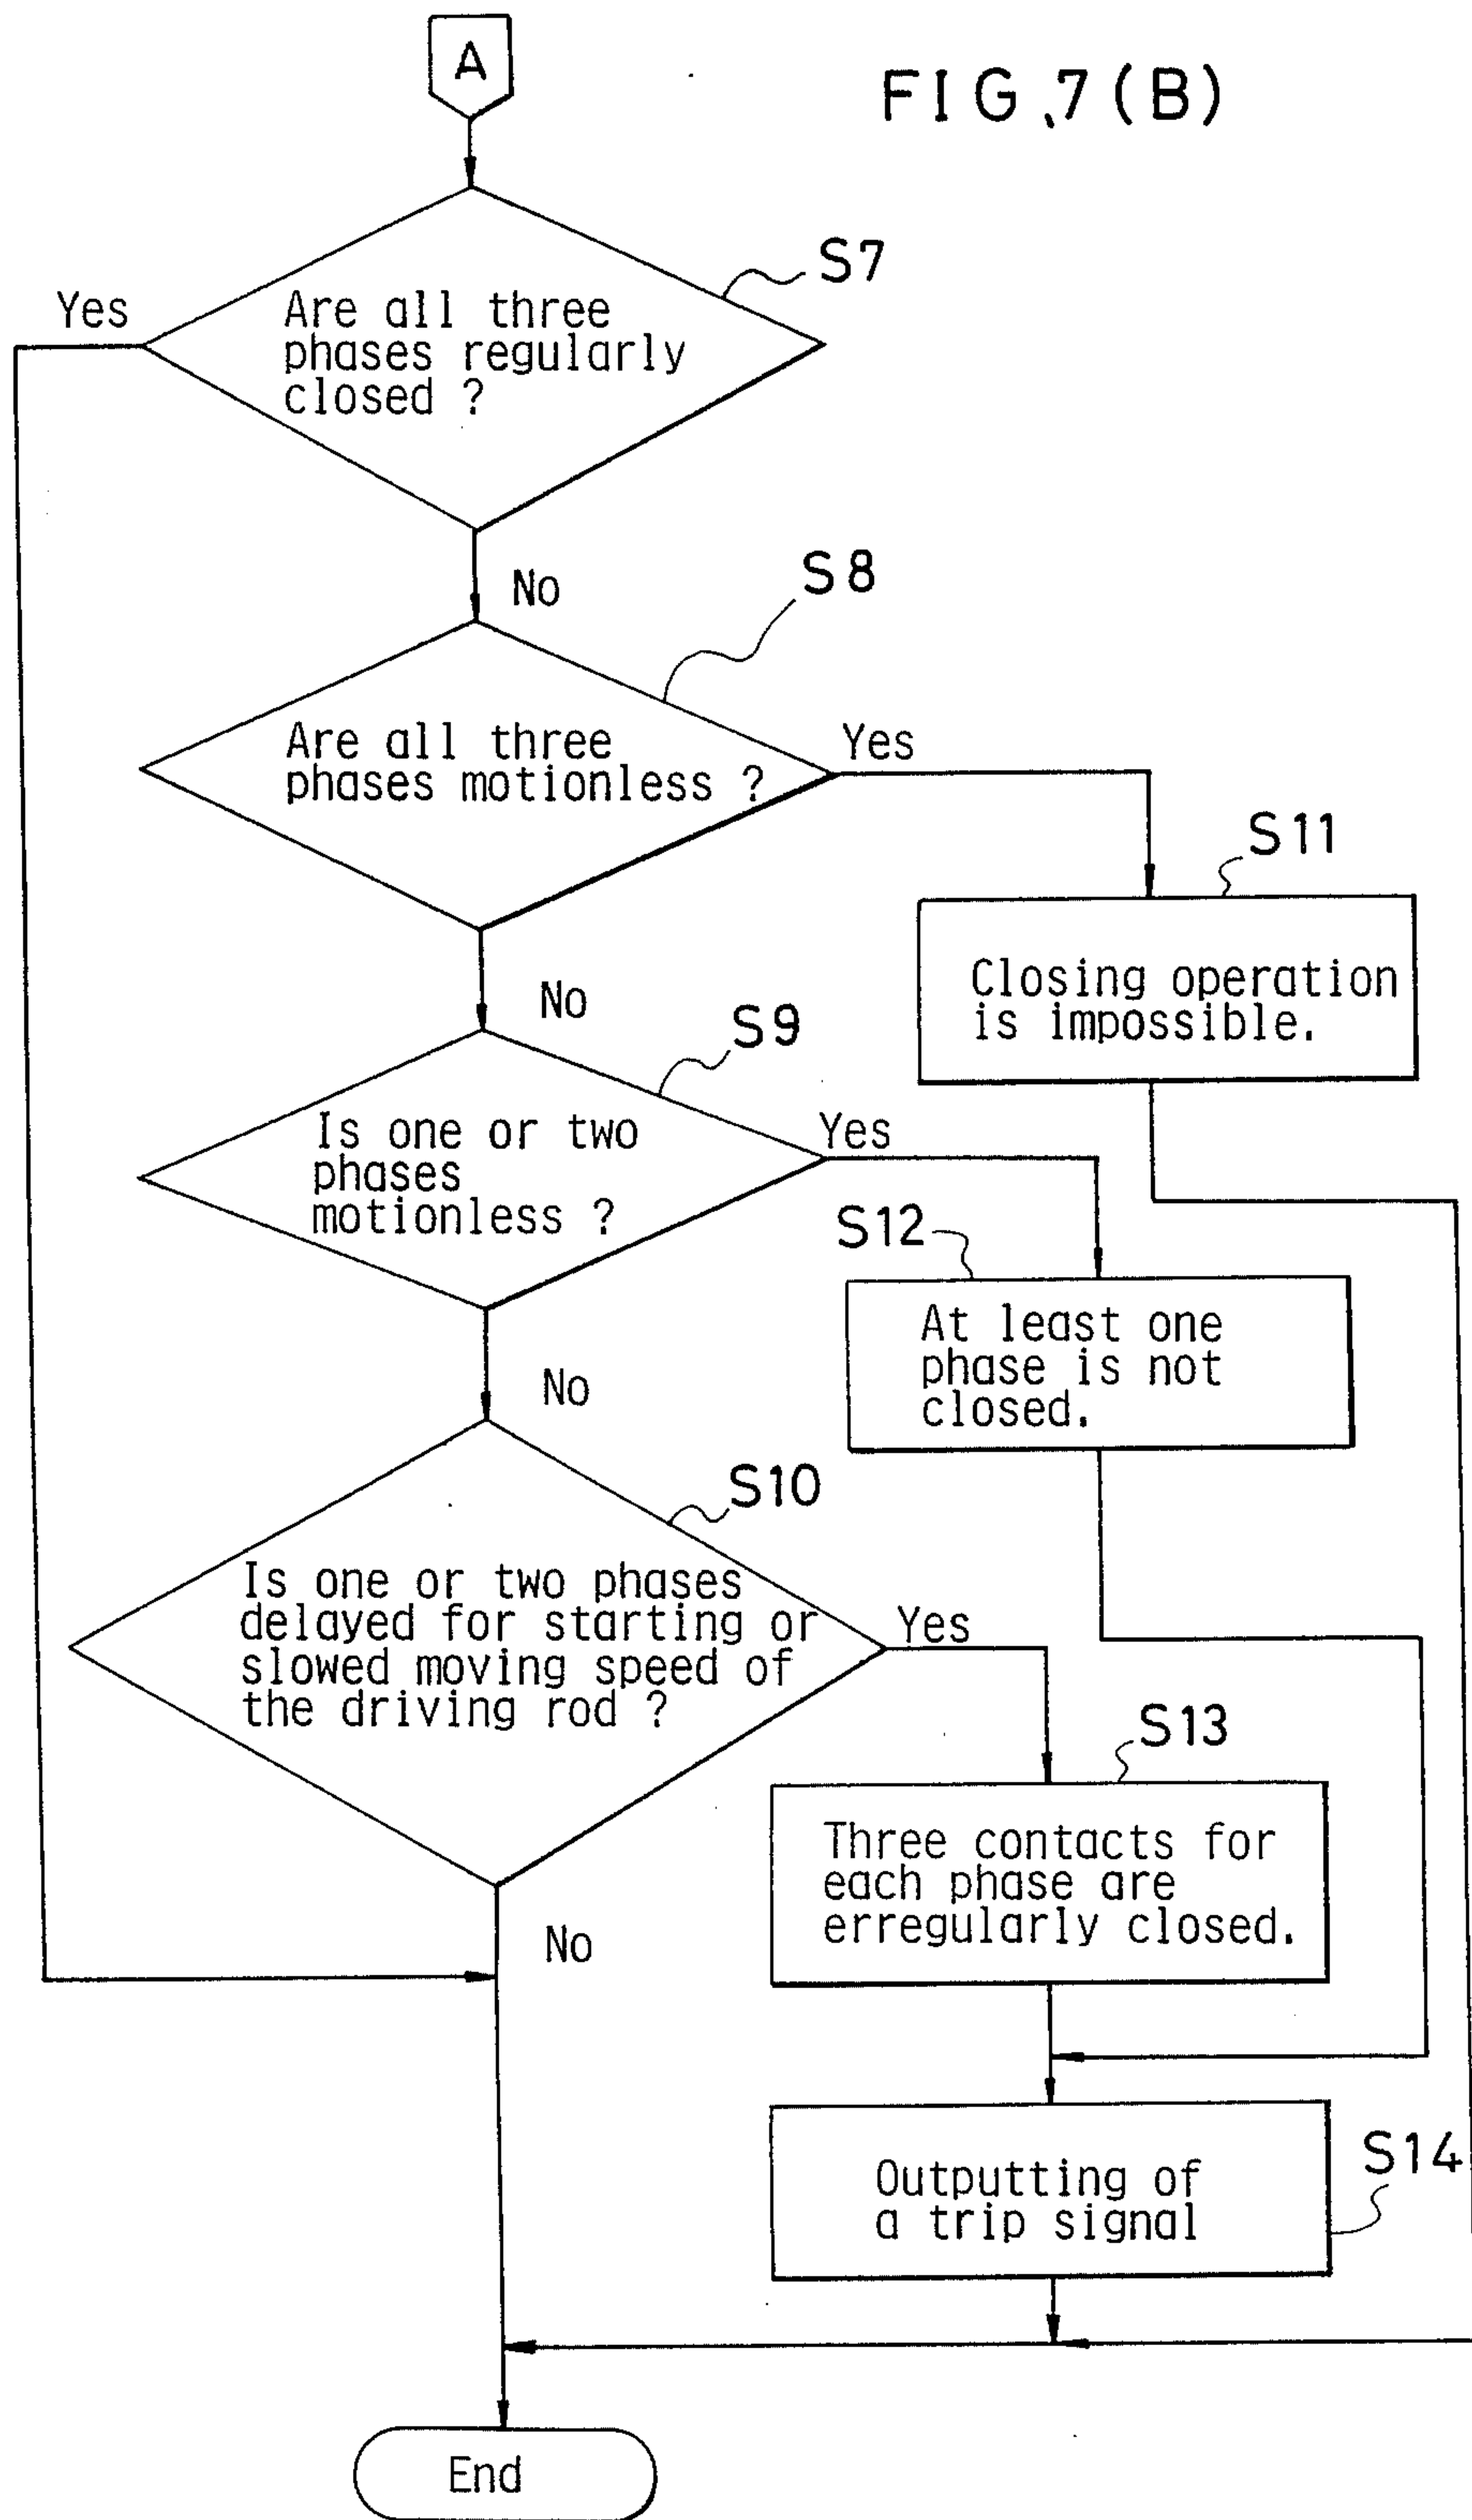 A
FIG.7(B)
S7
Yes
Are all three
phases regularly
closed ?
No
S8
Are all three
phases motionless ?
Yes
S11
Closing operation
is impossible.
No
S9
Is one or two
phases
motionless ?
Yes
S12
At least one
phase is not
closed.
No
S10
Is one or two phases
delayed for starting or
slowed moving speed of
the driving rod ?
Yes
S13
Three contacts for
each phase are
erregularly closed.
No
Outputting of
a trip signal
S14
End